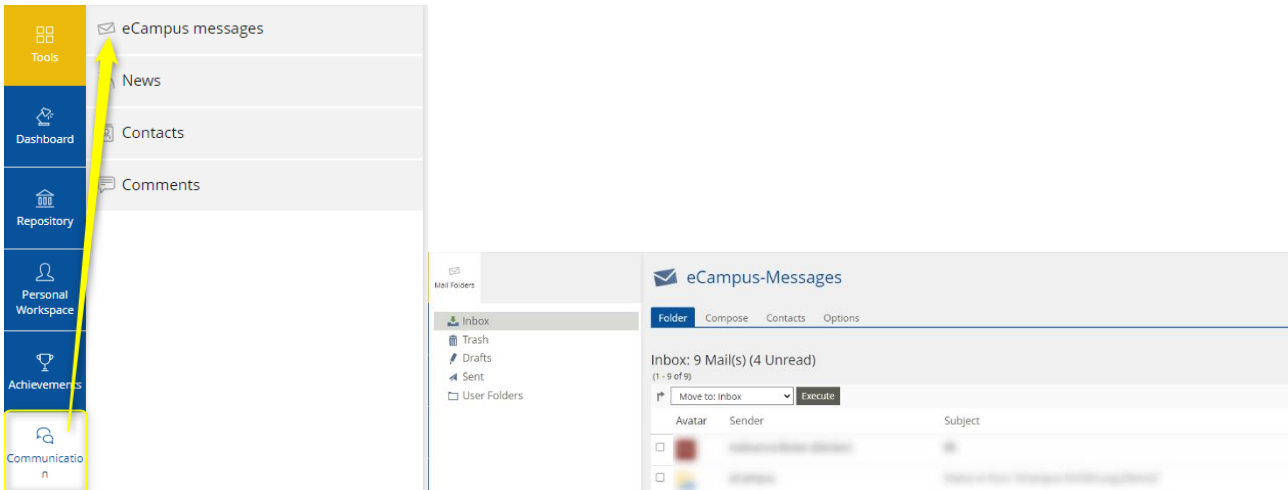 Tools
Dashboard
Repository
Personal
Workspace
Achievements
Communicatio
n
eCampus messages
News
Contacts
Comments
Mail Folders
Inbox
Trash
Drafts
Sent
User Folders
eCampus-Messages
Folder Compose Contacts Options
Inbox: 9 Mail(s) (4 Unread)
(1 - 9 of 9)
Move to: Inbox Execute
Avatar Sender Subject